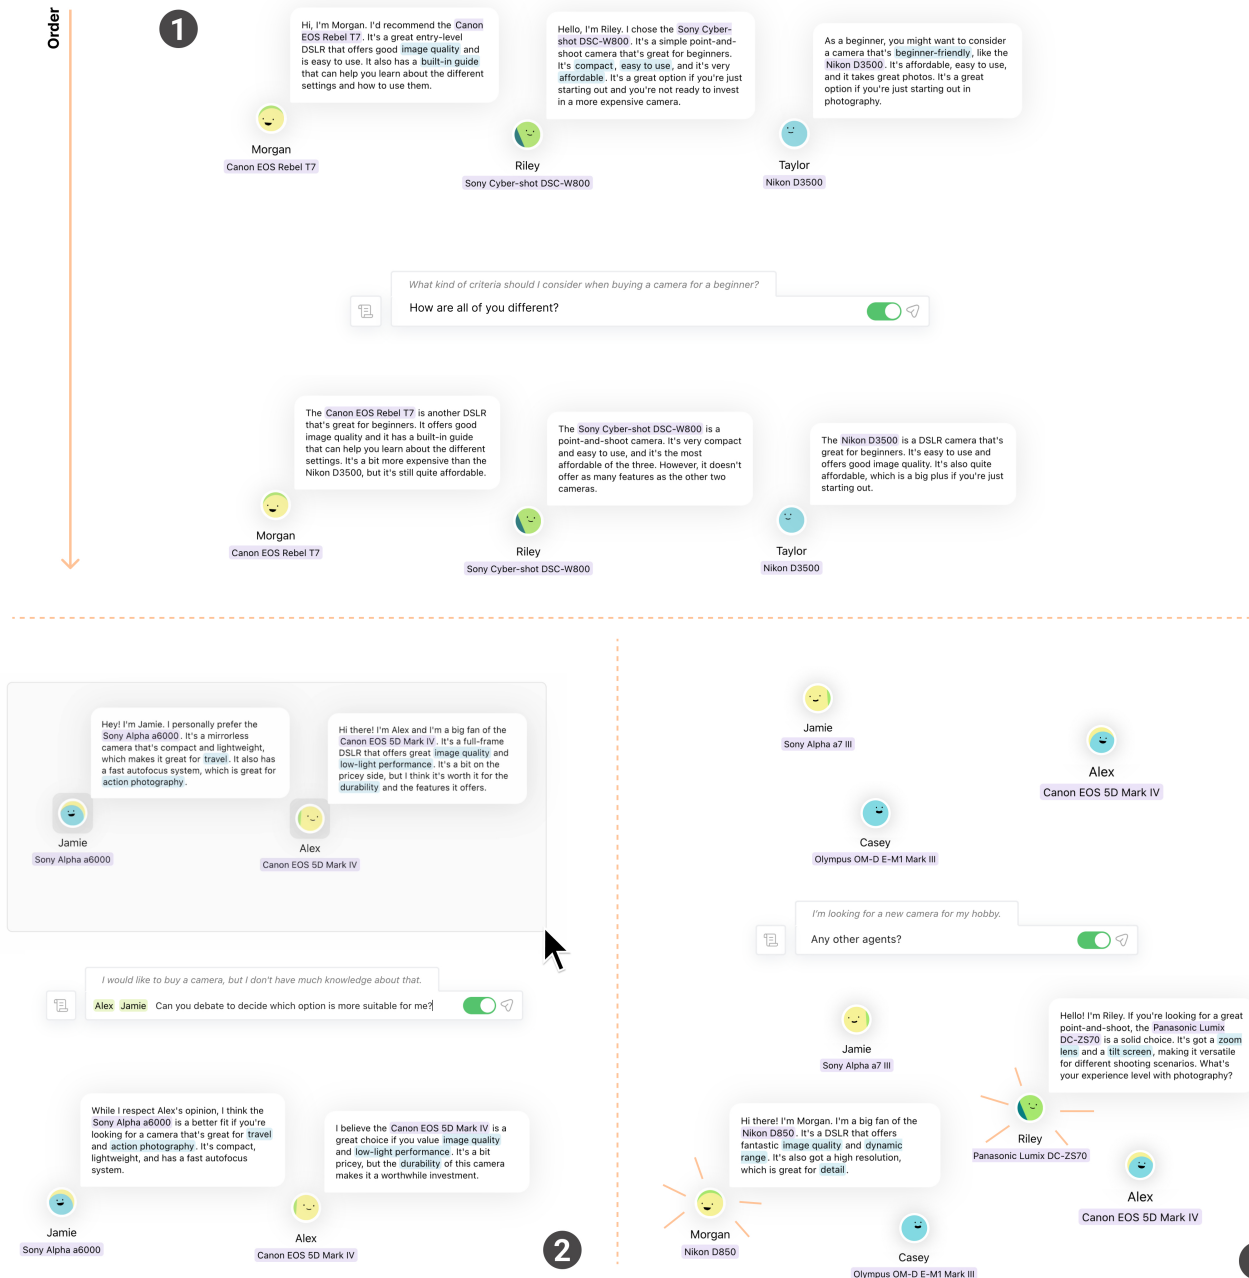 Order
1
Hi, I'm Morgan. I'd recommend the Canon
EOS Rebel T7. It's a great entry-level
DSLR that offers good image quality and
is easy to use. It also has a built-in guide
that can help you learn about the different
settings and how to use them.
Morgan
Canon EOS Rebel T7
Hello, I'm Riley. I chose the Sony Cyber-
shot DSC-W800. It's a simple point-and-
shoot camera that's great for beginners.
It's compact, easy to use, and it's very
affordable. It's a great option if you're just
starting out and you're not ready to invest
in a more expensive camera.
Riley
Sony Cyber-shot DSC-W800
As a beginner, you might want to consider
a camera that's beginner-friendly, like the
Nikon D3500. It's affordable, easy to use,
and it takes great photos. It's a great
option if you're just starting out in
photography.
Taylor
Nikon D3500
What kind of criteria should I consider when buying a camera for a beginner?
How are all of you different?
The Canon EOS Rebel T7 is another DSLR
that's great for beginners. It offers good
image quality and it has a built-in guide
that can help you learn about the different
settings. It's a bit more expensive than the
Nikon D3500, but it's still quite affordable.
Morgan
Canon EOS Rebel T7
The Sony Cyber-shot DSC-W800 is a
point-and-shoot camera. It's very compact
and easy to use, and it's the most
affordable of the three. However, it doesn't
offer as many features as the other two
cameras.
Riley
Sony Cyber-shot DSC-W800
The Nikon D3500 is a DSLR camera that's
great for beginners. It's easy to use and
offers good image quality. It's also quite
affordable, which is a big plus if you're just
starting out.
Taylor
Nikon D3500
Hey! I'm Jamie. I personally prefer the
Sony Alpha a6000. It's a mirrorless
camera that's compact and lightweight,
which makes it great for travel. It also has
a fast autofocus system, which is great for
action photography.
Jamie
Sony Alpha a6000
Hi there! I'm Alex and I'm a big fan of the
Canon EOS 5D Mark IV. It's a full-frame
DSLR that offers great image quality and
low-light performance. It's a bit on the
pricey side, but I think it's worth it for the
durability and the features it offers.
Alex
Canon EOS 5D Mark IV
I would like to buy a camera, but I don't have much knowledge about that.
Alex Jamie Can you debate to decide which option is more suitable for me?
While I respect Alex's opinion, I think the
Sony Alpha a6000 is a better fit if you're
looking for a camera that's great for travel
and action photography. It's compact,
lightweight, and has a fast autofocus
system.
Jamie
Sony Alpha a6000
I believe the Canon EOS 5D Mark IV is a
great choice if you value image quality
and low-light performance. It's a bit
pricey, but the durability of this camera
makes it a worthwhile investment.
Alex
Canon EOS 5D Mark IV
2
Jamie
Sony Alpha a7 III
Alex
Canon EOS 5D Mark IV
Casey
Olympus OM-D E-M1 Mark III
I'm looking for a new camera for my hobby.
Any other agents?
Jamie
Sony Alpha a7 III
Hello! I'm Riley. If you're looking for a great
point-and-shoot, the Panasonic Lumix
DC-ZS70 is a solid choice. It's got a zoom
lens and a tilt screen, making it versatile
for different shooting scenarios. What's
your experience level with photography?
Riley
Panasonic Lumix DC-ZS70
Hi there! I'm Morgan. I'm a big fan of the
Nikon D850. It's a DSLR that offers
fantastic image quality and dynamic
range. It's also got a high resolution,
which is great for detail.
Morgan
Nikon D850
Alex
Canon EOS 5D Mark IV
Casey
Olympus OM-D E-M1 Mark III